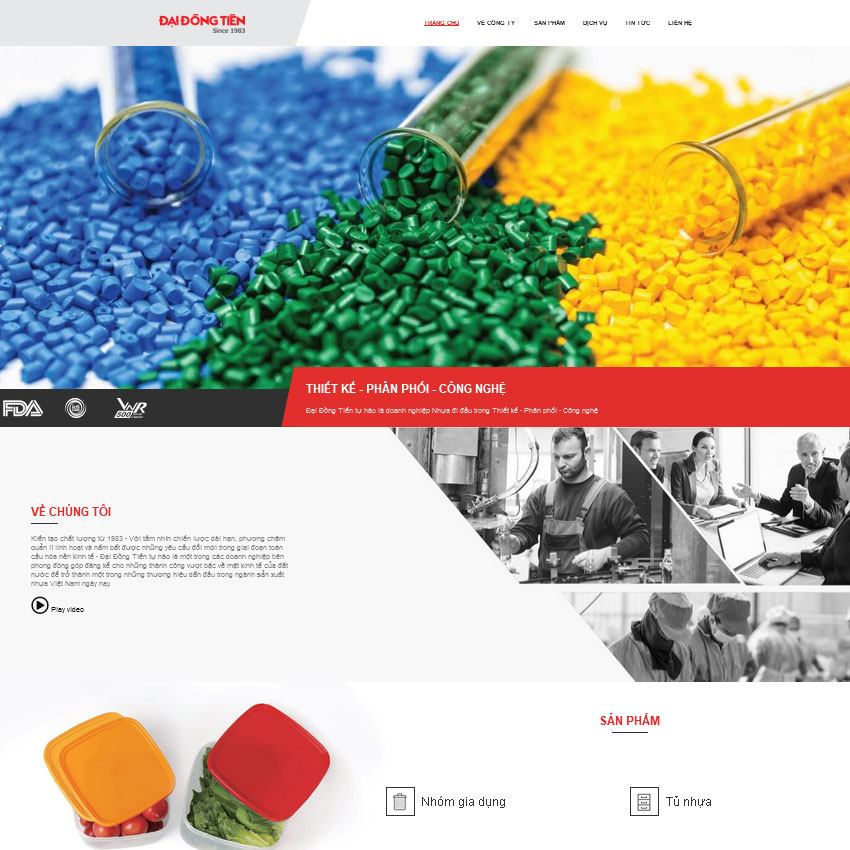 ĐẠI ĐỒNG TIẾN
Since 1983
TRANG CHỦ VỀ CÔNG TY SẢN PHẨM DỊCH VỤ TIN TỨC LIÊN HỆ
THIẾT KẾ - PHÂN PHỐI - CÔNG NGHỆ
Đại Đồng Tiến tự hào là doanh nghiệp Nhựa đi đầu trong Thiết kế - Phân phối - Công nghệ
FDA VNR
500
VỀ CHÚNG TÔI
Kiến tạo chất lượng từ 1983 - Với tầm nhìn chiến lược dài hạn, phương châm
quản lí linh hoạt và nắm bắt được những yêu cầu đổi mới trong giai đoạn toàn
cầu hóa nền kinh tế - Đại Đồng Tiến tự hào là một trong các doanh nghiệp tiên
phong đóng góp đáng kể cho những thành công vượt bậc về mặt kinh tế của đất
nước để trở thành một trong những thương hiệu dẫn đầu trong ngành sản xuất
nhựa Việt Nam ngày nay.
Play video
SẢN PHẨM
Nhóm gia dụng Tủ nhựa